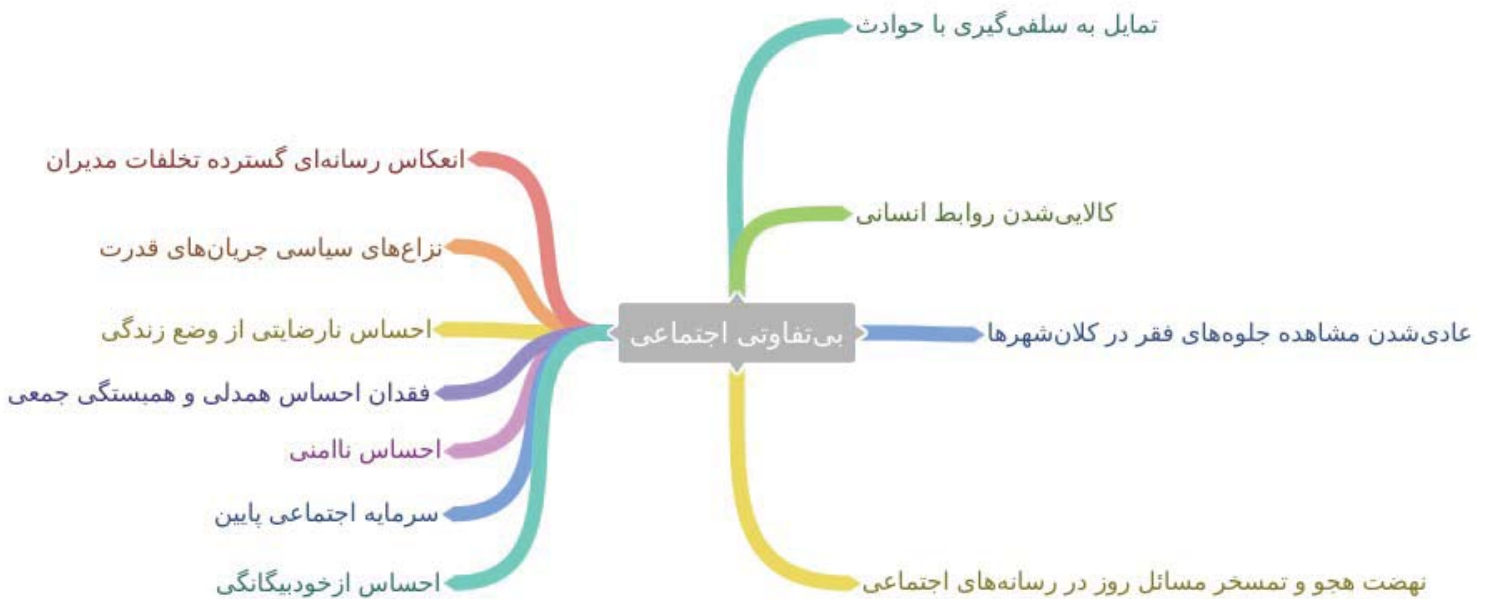 تمایل به سلفی‌گیری با حوادث
کالایی‌شدن روابط انسانی
عادی‌شدن مشاهده جلوه‌های فقر در کلان‌شهرها
نهضت هجو و تمسخر مسائل روز در رسانه‌های اجتماعی
بی‌تفاوتی اجتماعی
انعکاس رسانه‌ای گسترده تخلفات مدیران
نزاع‌های سیاسی جریان‌های قدرت
احساس نارضایتی از وضع زندگی
فقدان احساس همدلی و همبستگی جمعی
احساس ناامنی
سرمایه اجتماعی پایین
احساس ازخودبیگانگی